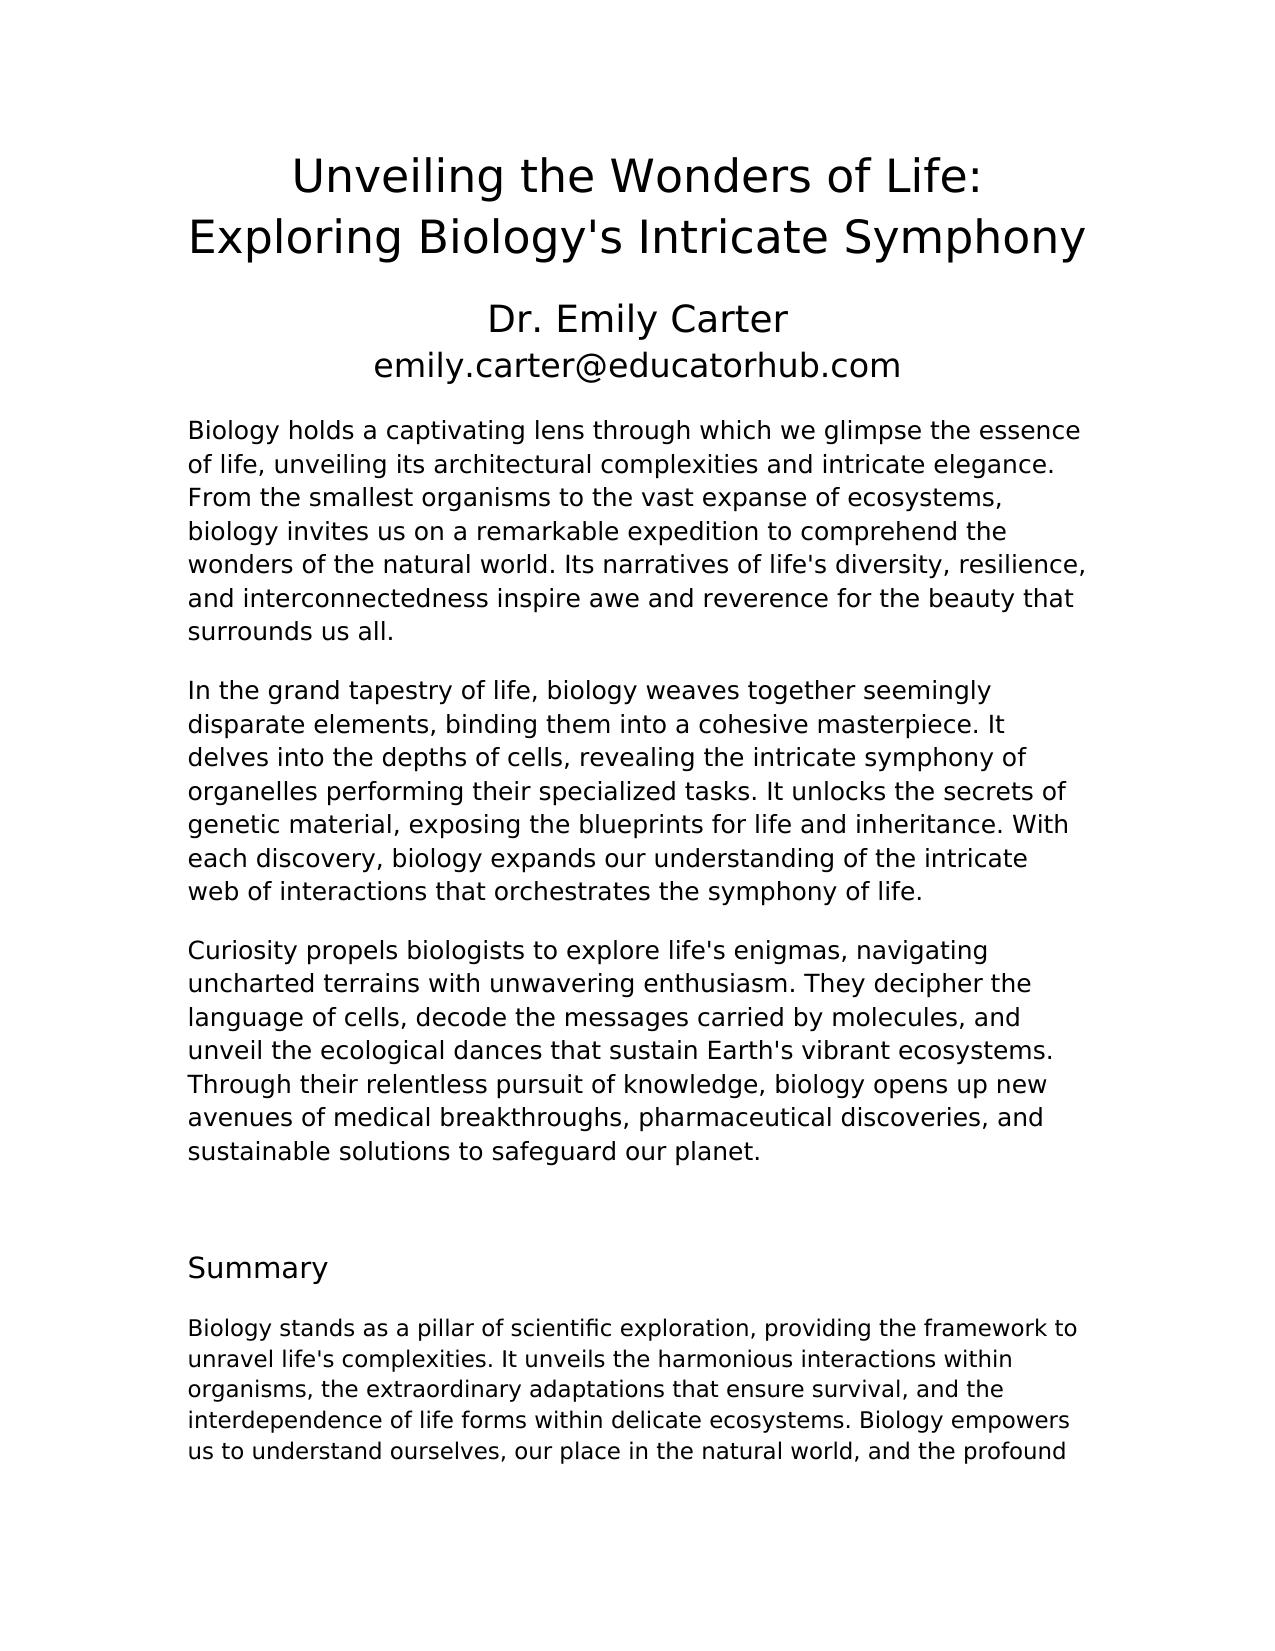 Unveiling the Wonders of Life:
Exploring Biology's Intricate Symphony
Dr. Emily Carter
emily.carter@educatorhub.com
Biology holds a captivating lens through which we glimpse the essence
of life, unveiling its architectural complexities and intricate elegance.
From the smallest organisms to the vast expanse of ecosystems,
biology invites us on a remarkable expedition to comprehend the
wonders of the natural world. Its narratives of life's diversity, resilience,
and interconnectedness inspire awe and reverence for the beauty that
surrounds us all.
In the grand tapestry of life, biology weaves together seemingly
disparate elements, binding them into a cohesive masterpiece. It
delves into the depths of cells, revealing the intricate symphony of
organelles performing their specialized tasks. It unlocks the secrets of
genetic material, exposing the blueprints for life and inheritance. With
each discovery, biology expands our understanding of the intricate
web of interactions that orchestrates the symphony of life.
Curiosity propels biologists to explore life's enigmas, navigating
uncharted terrains with unwavering enthusiasm. They decipher the
language of cells, decode the messages carried by molecules, and
unveil the ecological dances that sustain Earth's vibrant ecosystems.
Through their relentless pursuit of knowledge, biology opens up new
avenues of medical breakthroughs, pharmaceutical discoveries, and
sustainable solutions to safeguard our planet.
Summary
Biology stands as a pillar of scientific exploration, providing the framework to
unravel life's complexities. It unveils the harmonious interactions within
organisms, the extraordinary adaptations that ensure survival, and the
interdependence of life forms within delicate ecosystems. Biology empowers
us to understand ourselves, our place in the natural world, and the profound